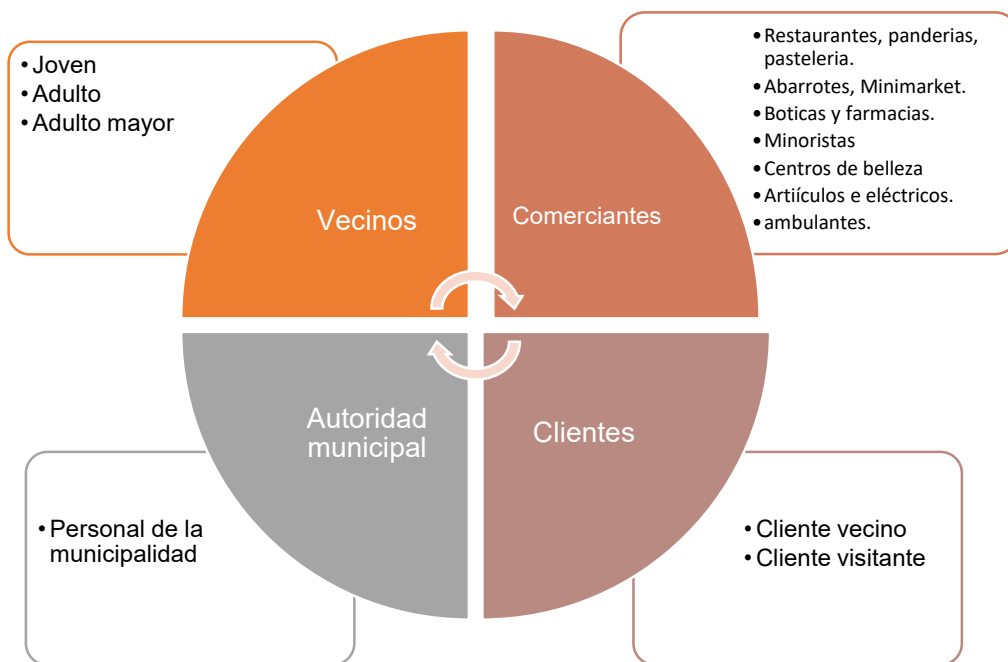 • Joven
• Adulto
• Adulto mayor
Vecinos
• Restaurantes, panderias,
pasteleria.
• Abarrotes, Minimarket.
• Boticas y farmacias.
• Minoristas
• Centros de belleza
• Artiículos e eléctricos.
• ambulantes.
Comerciantes
Autoridad
municipal
• Personal de la
municipalidad
Clientes
• Cliente vecino
• Cliente visitante